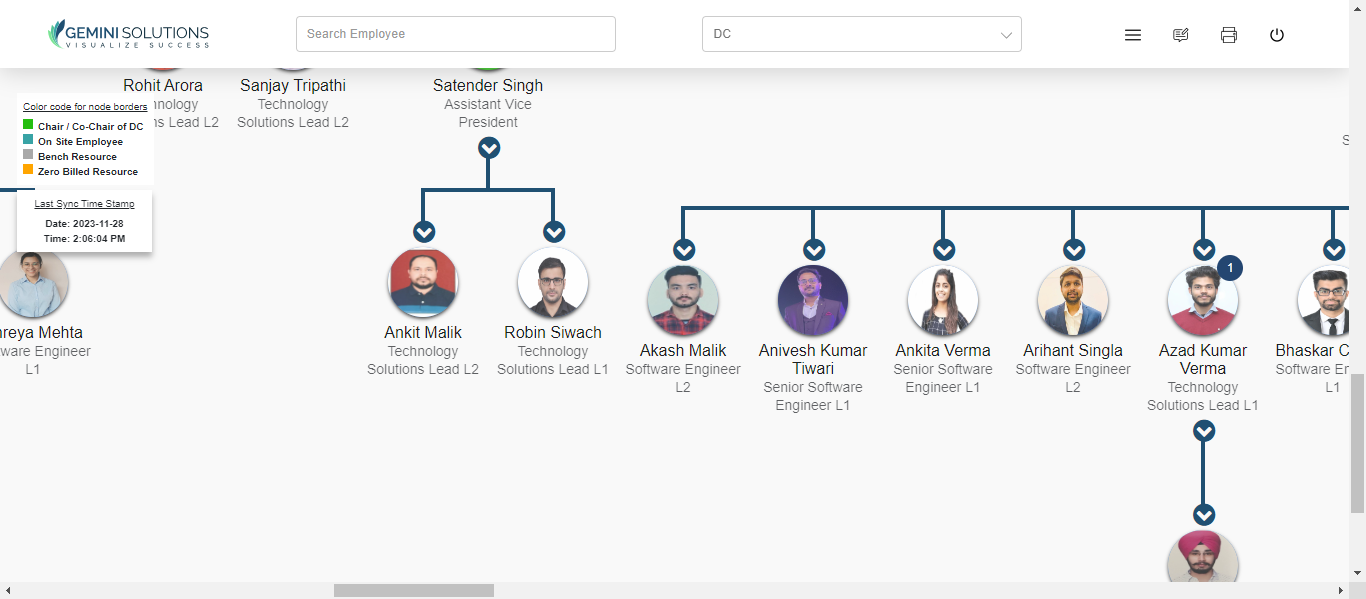 GEMINI SOLUTIONS
VISUALIZE SUCCESS
Search Employee
DC
Rohit Arora
nology
ns Lead L2
Sanjay Tripathi
Technology
Solutions Lead L2
Satender Singh
Assistant Vice
President
S
Color code for node borders
Chair / Co-Chair of DC
On Site Employee
Bench Resource
Zero Billed Resource
Last Sync Time Stamp
Date: 2023-11-28
Time: 2:06:04 PM
reya Mehta
ware Engineer
L1
Ankit Malik
Technology
Solutions Lead L2
Robin Siwach
Technology
Solutions Lead L1
Akash Malik
Software Engineer
L2
Anivesh Kumar
Tiwari
Senior Software
Engineer L1
Ankita Verma
Senior Software
Engineer L1
Arihant Singla
Software Engineer
L2
1
Azad Kumar
Verma
Technology
Solutions Lead L1
Bhaskar C
Software Er
L1